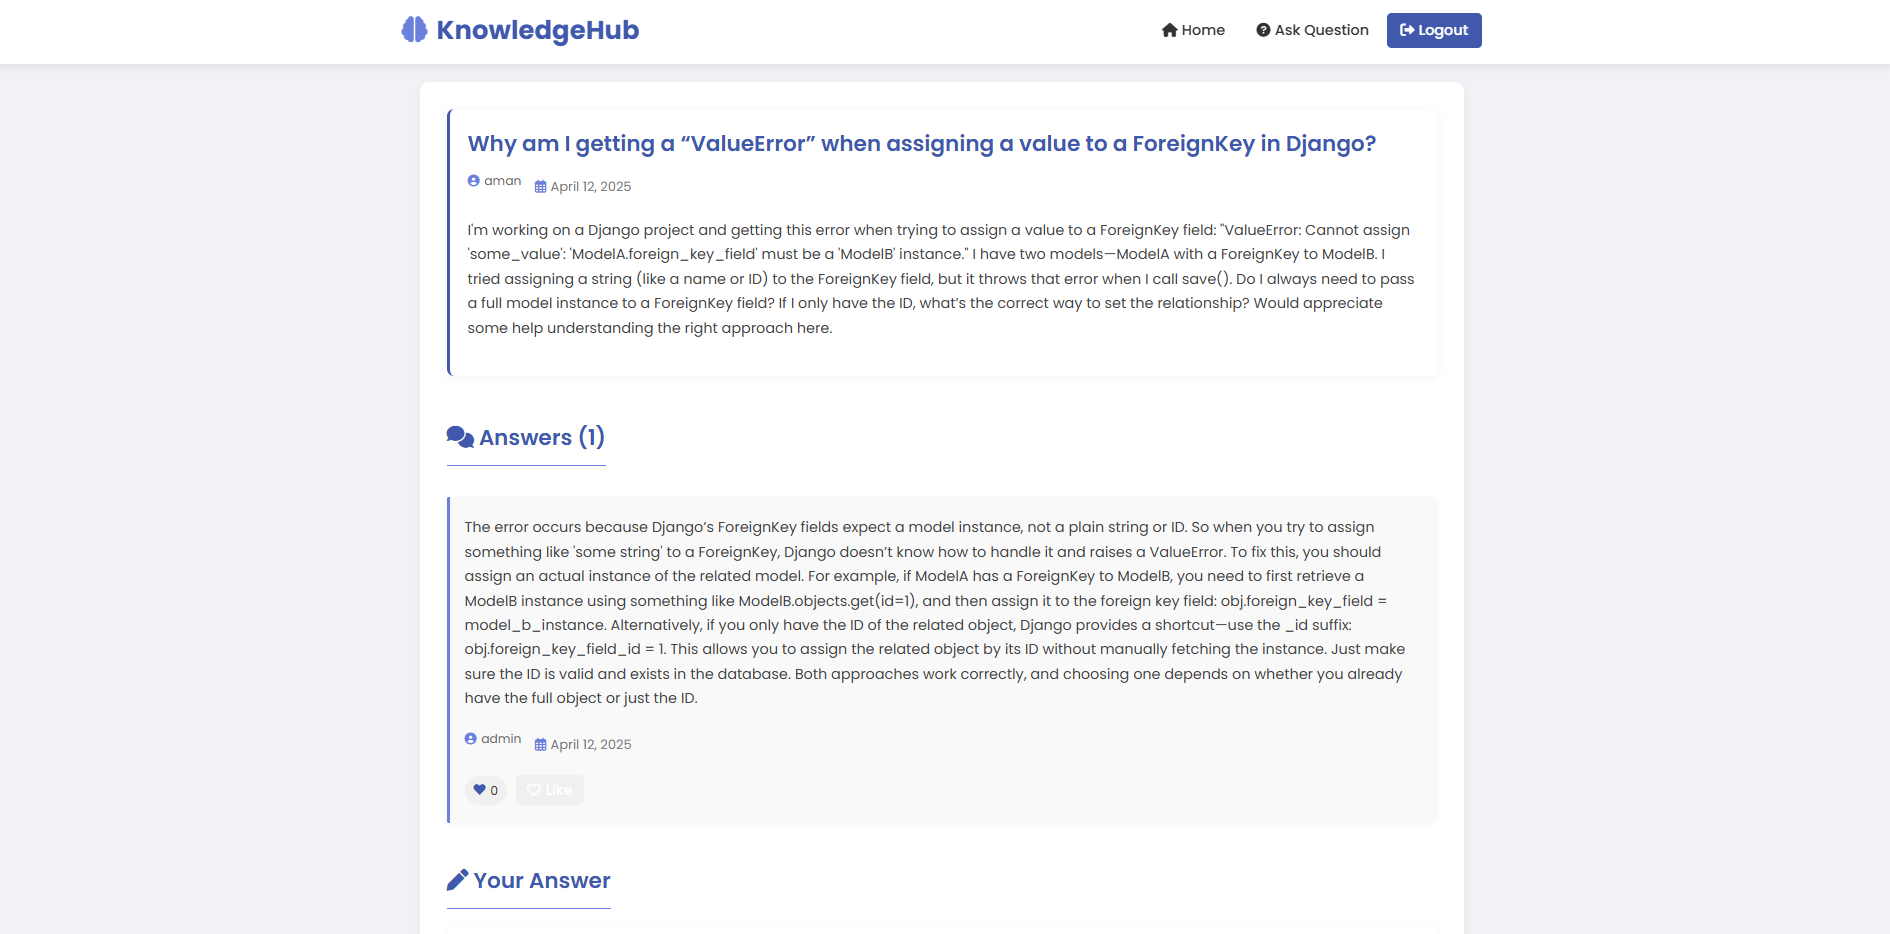 KnowledgeHub
Home
Ask Question
Logout
Why am I getting a “ValueError” when assigning a value to a ForeignKey in Django?
aman
April 12, 2025
I'm working on a Django project and getting this error when trying to assign a value to a ForeignKey field: "ValueError: Cannot assign
'some_value': 'ModelA.foreign_key_field' must be a 'ModelB' instance." I have two models—ModelA with a ForeignKey to ModelB. I
tried assigning a string (like a name or ID) to the ForeignKey field, but it throws that error when I call save(). Do I always need to pass
a full model instance to a ForeignKey field? If I only have the ID, what’s the correct way to set the relationship? Would appreciate
some help understanding the right approach here.
Answers (1)
The error occurs because Django’s ForeignKey fields expect a model instance, not a plain string or ID. So when you try to assign
something like 'some string' to a ForeignKey, Django doesn’t know how to handle it and raises a ValueError. To fix this, you should
assign an actual instance of the related model. For example, if ModelA has a ForeignKey to ModelB, you need to first retrieve a
ModelB instance using something like ModelB.objects.get(id=1), and then assign it to the foreign key field: obj.foreign_key_field =
model_b_instance. Alternatively, if you only have the ID of the related object, Django provides a shortcut—use the _id suffix:
obj.foreign_key_field_id = 1. This allows you to assign the related object by its ID without manually fetching the instance. Just make
sure the ID is valid and exists in the database. Both approaches work correctly, and choosing one depends on whether you already
have the full object or just the ID.
admin
April 12, 2025
0
Like
Your Answer